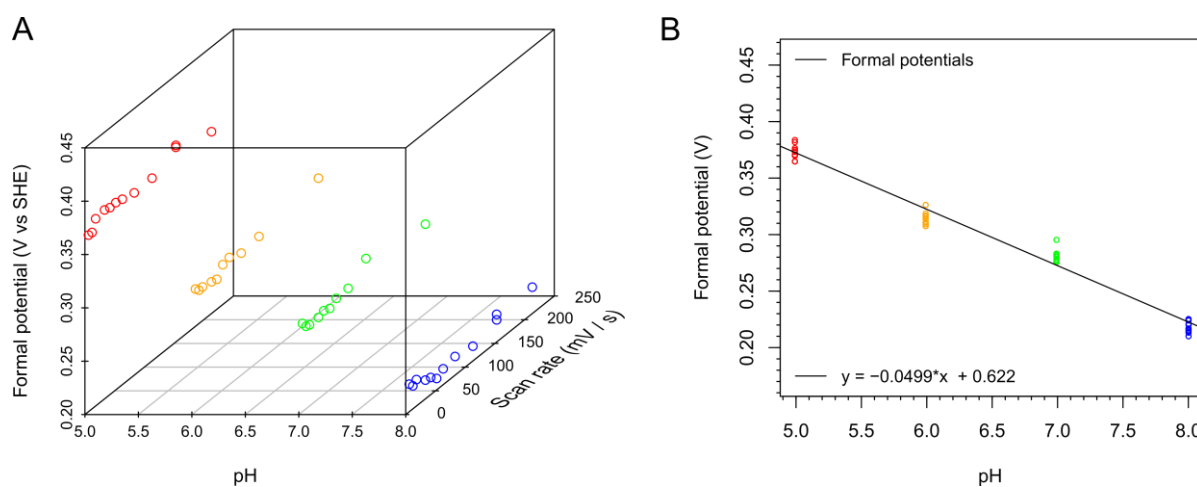 A
Formal potential (V vs SHE)
0.45
0.40
0.35
0.30
0.25
0.20
5.0 5.5 6.0 6.5 7.0 7.5 8.0
pH
0
50
100
150
200
250
Scan rate (mV / s)
B
Formal potential (V)
0.45
0.40
0.35
0.30
0.25
0.20
Formal potentials
y = −0.0499*x + 0.622
5.0 5.5 6.0 6.5 7.0 7.5 8.0
pH